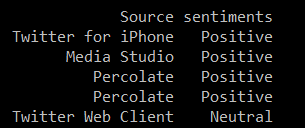 Source sentiments
Twitter for iPhone Positive
Media Studio Positive
Percolate Positive
Percolate Positive
Twitter Web Client Neutral